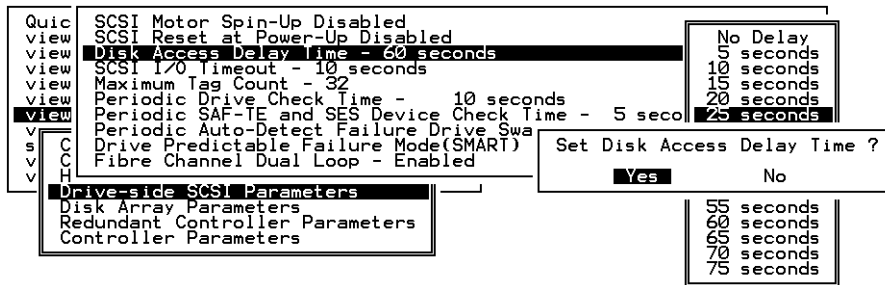 Quic
view
view
view
view
view
view
v
s
v
v
SCSI Motor Spin-Up Disabled
SCSI Reset at Power-Up Disabled
Disk Access Delay Time - 60 seconds
SCSI I/O Timeout - 10 seconds
Maximum Tag Count - 32
Periodic Drive Check Time - 10 seconds
Periodic SAF-TE and SES Device Check Time - 5 seco
Periodic Auto-Detect Failure Drive Swa
Drive Predictable Failure Mode(SMART)
Fibre Channel Dual Loop - Enabled
C
C
H
Drive-side SCSI Parameters
Disk Array Parameters
Redundant Controller Parameters
Controller Parameters
No Delay
5 seconds
10 seconds
15 seconds
20 seconds
25 seconds
Set Disk Access Delay Time ?
Yes No
55 seconds
60 seconds
65 seconds
70 seconds
75 seconds